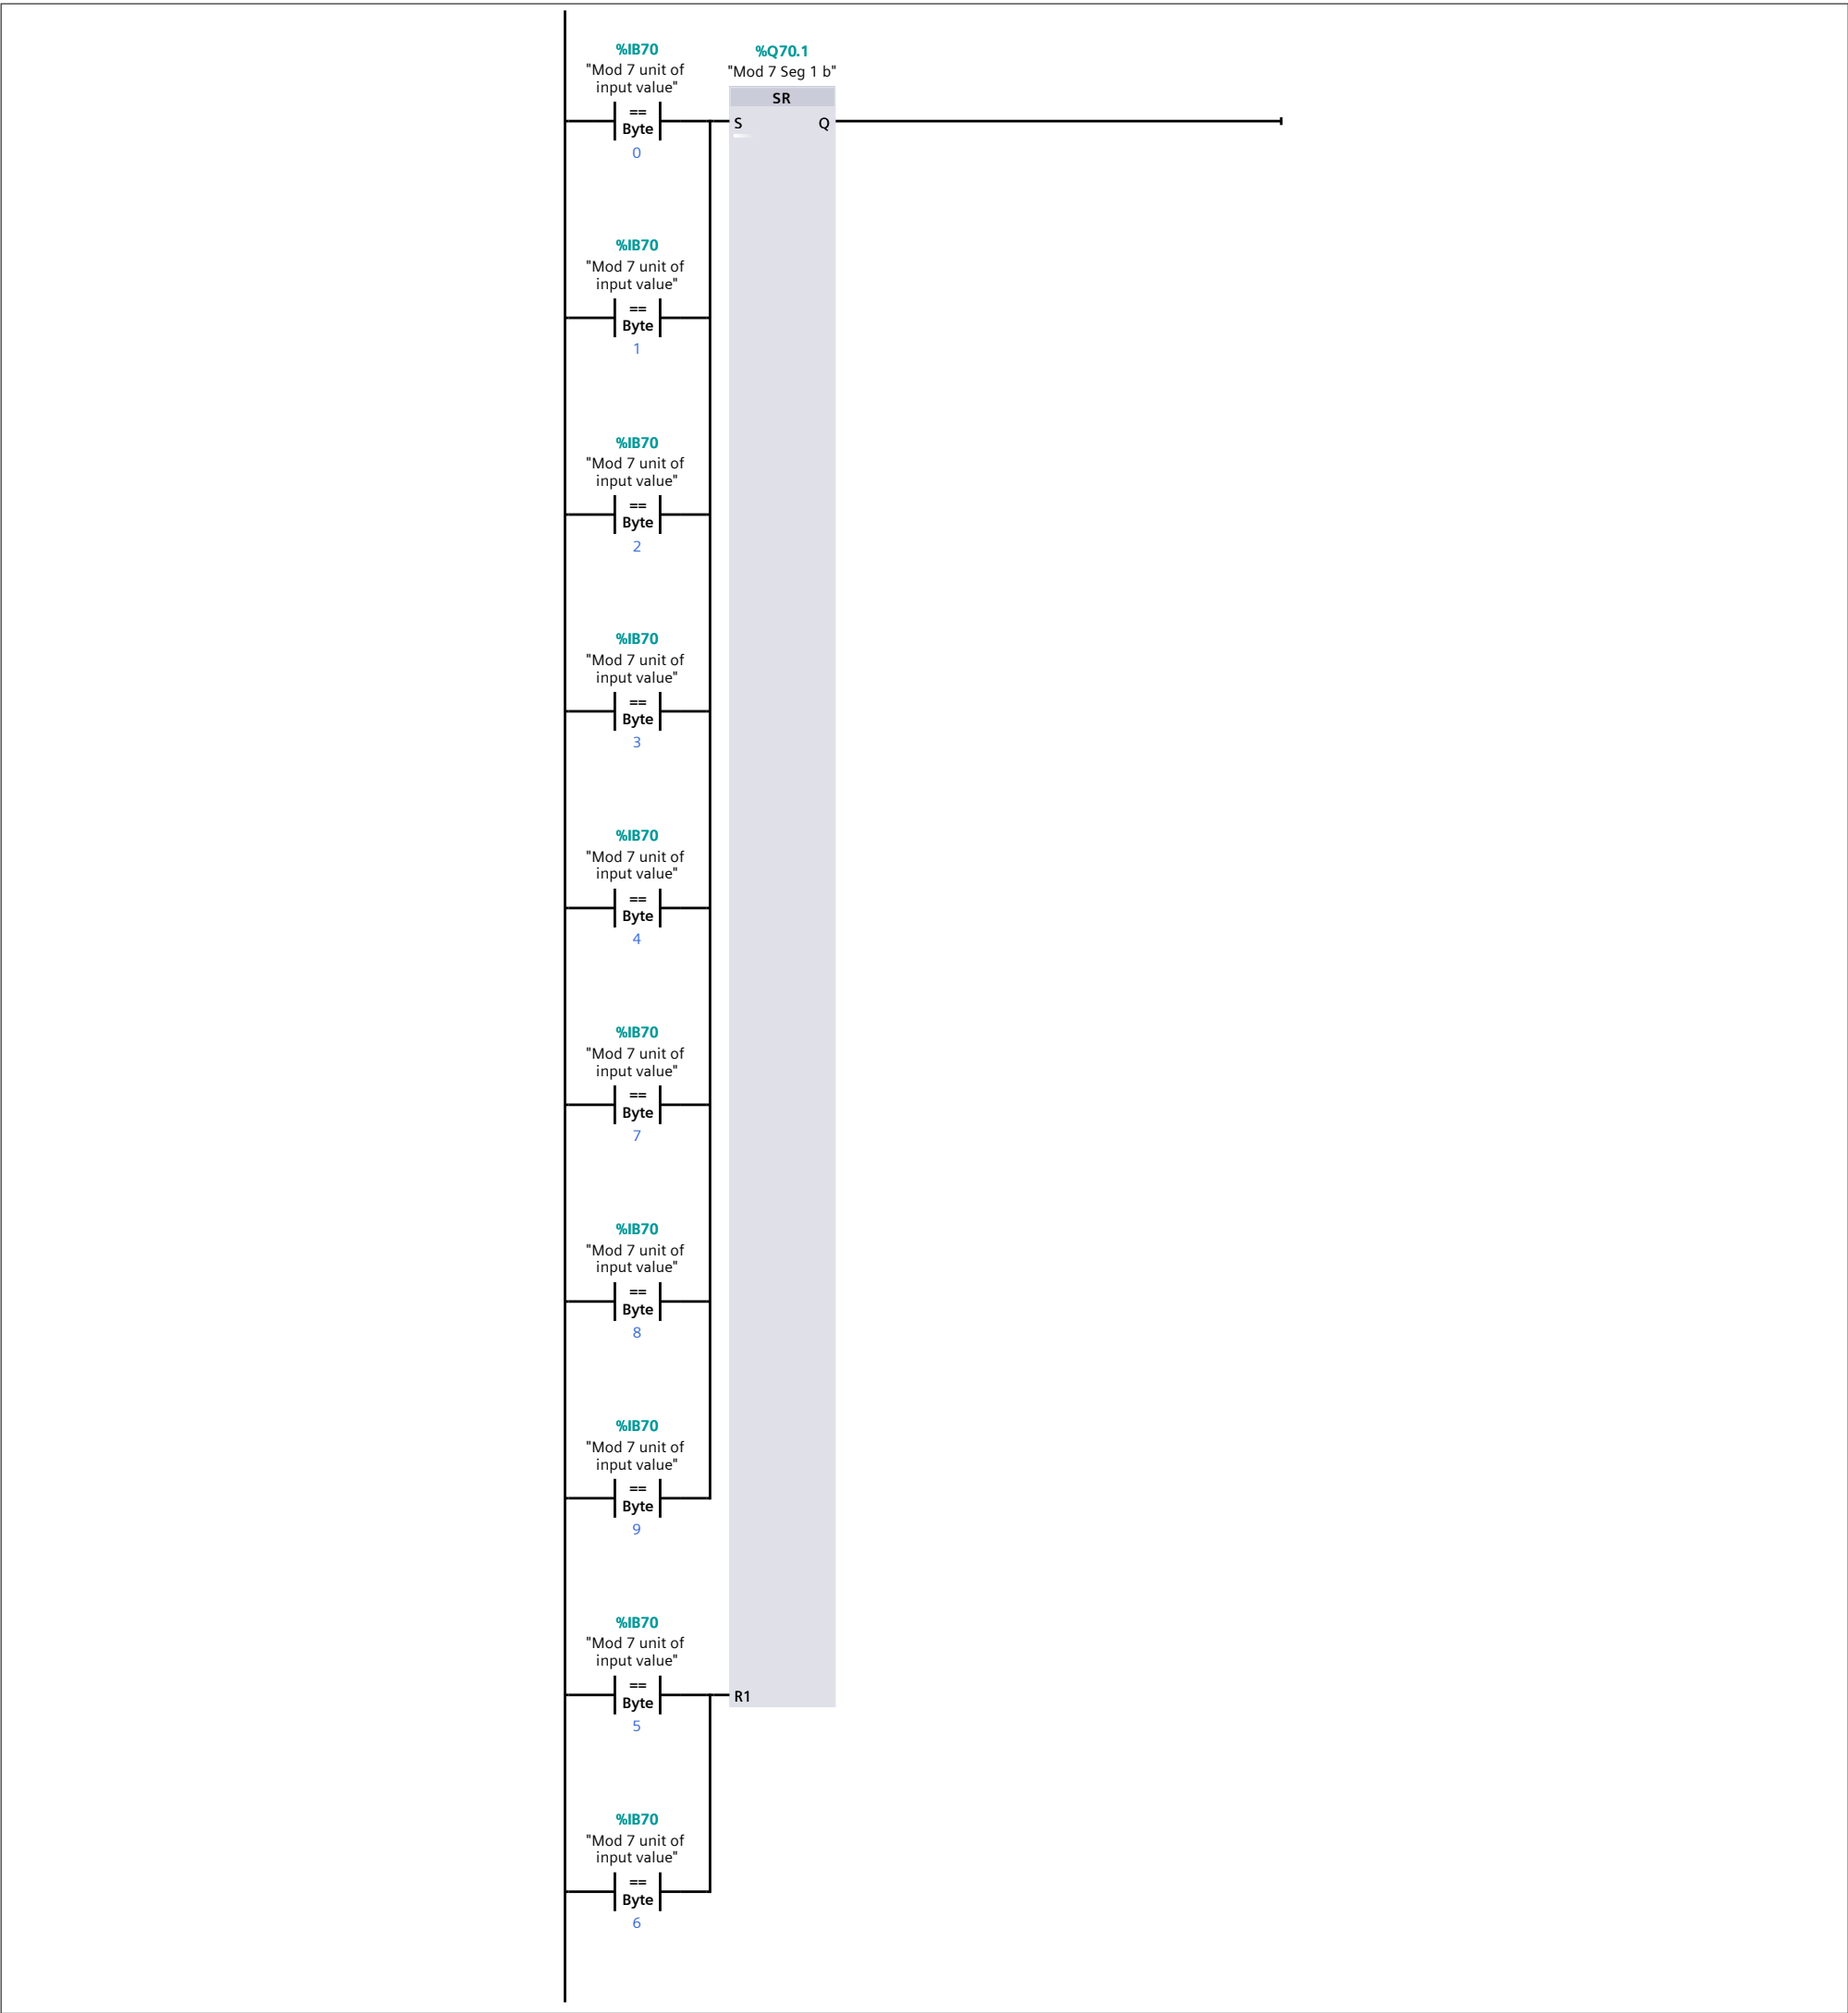 %IB70
"Mod 7 unit of
input value"
==
Byte
0
%Q70.1
"Mod 7 Seg 1 b"
SR
S
Q
%IB70
"Mod 7 unit of
input value"
==
Byte
1
%IB70
"Mod 7 unit of
input value"
==
Byte
2
%IB70
"Mod 7 unit of
input value"
==
Byte
3
%IB70
"Mod 7 unit of
input value"
==
Byte
4
%IB70
"Mod 7 unit of
input value"
==
Byte
7
%IB70
"Mod 7 unit of
input value"
==
Byte
8
%IB70
"Mod 7 unit of
input value"
==
Byte
9
%IB70
"Mod 7 unit of
input value"
==
Byte
5
R1
%IB70
"Mod 7 unit of
input value"
==
Byte
6